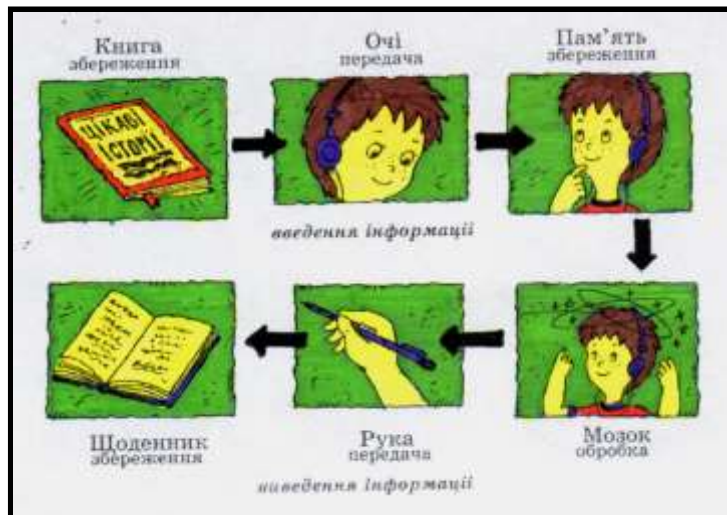 Книга
збереження
Очі
передача
Пам'ять
збереження
ЦІКАВІ
ІСТОРІЇ
введення інформації
Щоденник
збереження
Рука
передача
Мозок
обробка
виведення інформації